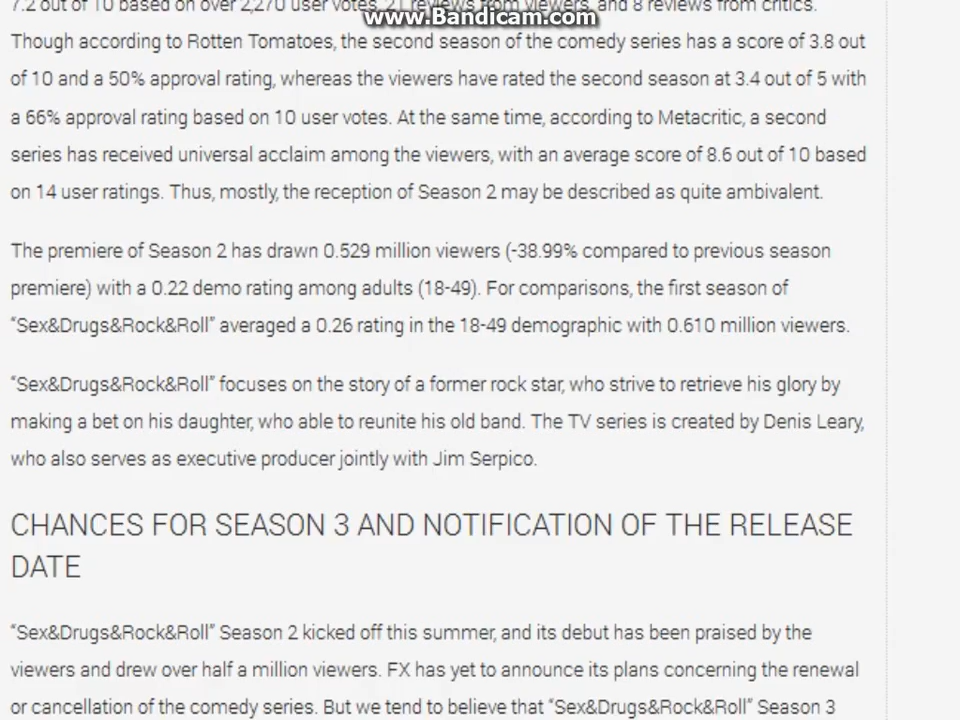 7.2 out of 10 based on over 2,270 user votes, 21 reviews from viewers, and 8 reviews from critics.
www.Bandicam.com
Though according to Rotten Tomatoes, the second season of the comedy series has a score of 3.8 out
of 10 and a 50% approval rating, whereas the viewers have rated the second season at 3.4 out of 5 with
a 66% approval rating based on 10 user votes. At the same time, according to Metacritic, a second
series has received universal acclaim among the viewers, with an average score of 8.6 out of 10 based
on 14 user ratings. Thus, mostly, the reception of Season 2 may be described as quite ambivalent.
The premiere of Season 2 has drawn 0.529 million viewers (-38.99% compared to previous season
premiere) with a 0.22 demo rating among adults (18-49). For comparisons, the first season of
“Sex&Drugs&Rock&Roll” averaged a 0.26 rating in the 18-49 demographic with 0.610 million viewers.
“Sex&Drugs&Rock&Roll” focuses on the story of a former rock star, who strive to retrieve his glory by
making a bet on his daughter, who able to reunite his old band. The TV series is created by Denis Leary,
who also serves as executive producer jointly with Jim Serpico.
CHANCES FOR SEASON 3 AND NOTIFICATION OF THE RELEASE
DATE
“Sex&Drugs&Rock&Roll” Season 2 kicked off this summer, and its debut has been praised by the
viewers and drew over half a million viewers. FX has yet to announce its plans concerning the renewal
or cancellation of the comedy series. But we tend to believe that “Sex&Drugs&Rock&Roll” Season 3